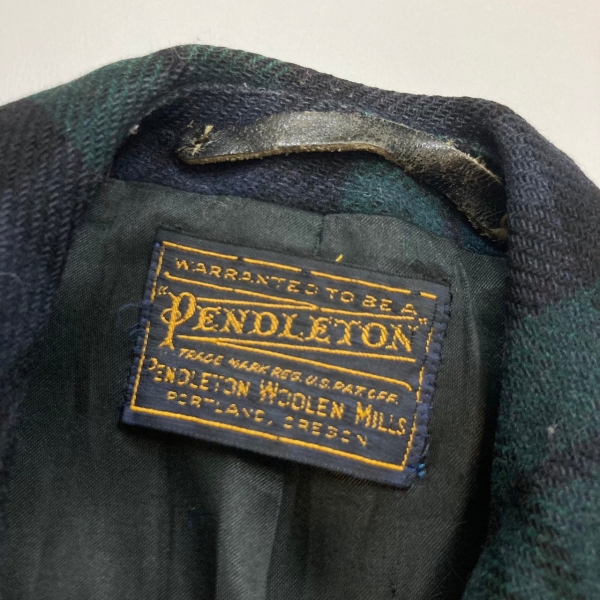 WARRANTED TO BE A
"PENDLETON"
TRADE MARK REG. U.S. PAT. OFF.
PENDLETON WOOLEN MILLS
PORTLAND, OREGON